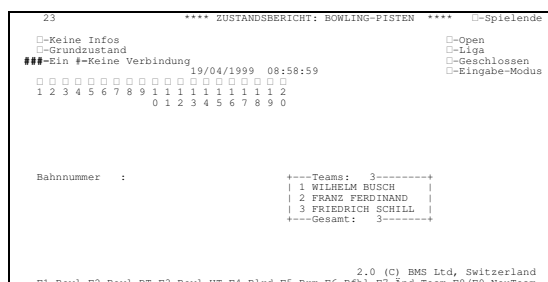 23 **** ZUSTANDSBERICHT: BOWLING-PISTEN **** □-Spielende
□-Keine Infos □-Open
□-Grundzustand □-Liga
###-Ein #=Keine Verbindung □-Geschlossen
19/04/1999 08:58:59 □-Eingabe-Modus
□ □ □ □ □ □ □ □ □ □ □ □ □ □ □ □ □ □ □ □
1 2 3 4 5 6 7 8 9 1 1 1 1 1 1 1 1 1 1 2
0 1 2 3 4 5 6 7 8 9 0
Bahnnummer : +---Teams: 3--------+
| 1 WILHELM BUSCH |
| 2 FRANZ FERDINAND |
| 3 FRIEDRICH SCHILL |
+---Gesamt: 3-------+
2.0 (C) BMS Ltd, Switzerland